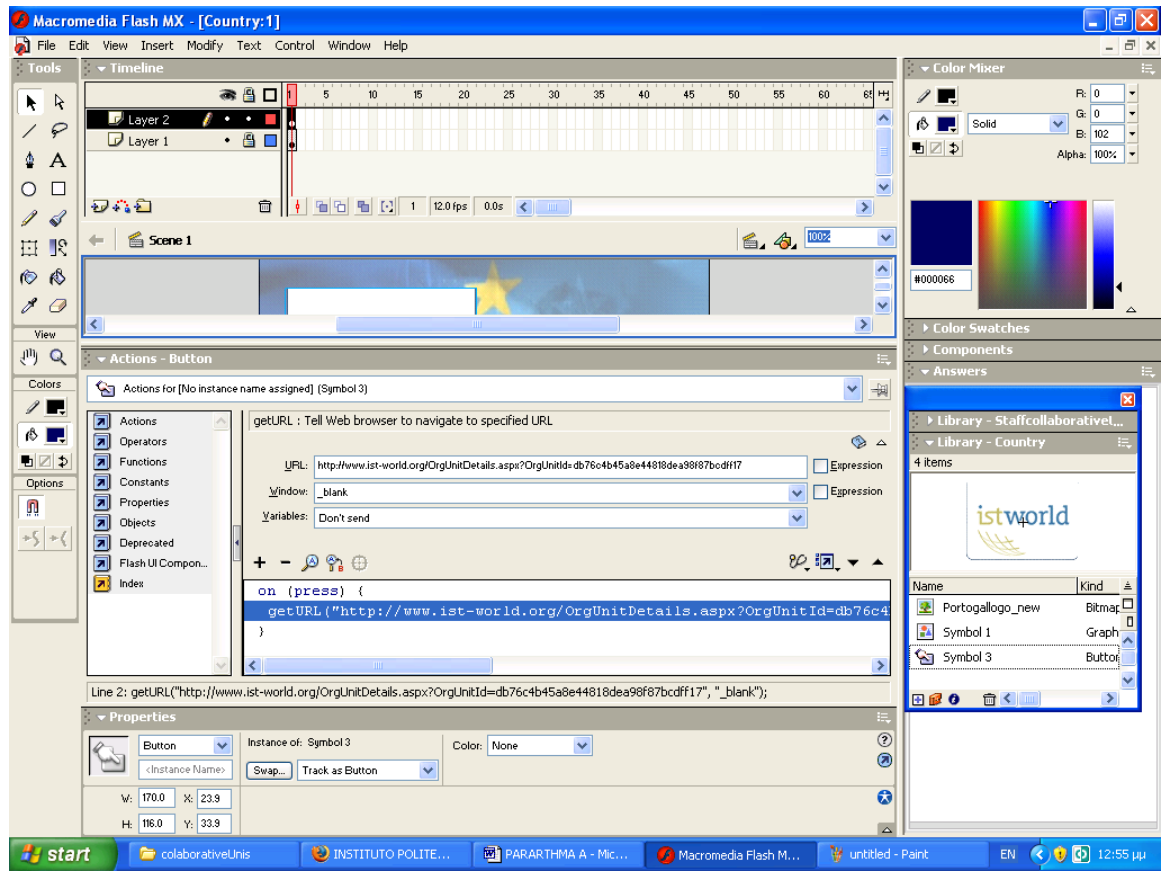 Macromedia Flash MX - [Country:1]
File Edit View Insert Modify Text Control Window Help
Tools
Timeline
1 5 10 15 20 25 30 35 40 45 50 55 60 65
Layer 2
Layer 1
1 12.0 fps 0.0s
Scene 1
100%
View
Colors
Options
Actions - Button
Actions for [No instance name assigned] (Symbol 3)
Actions
Operators
Functions
Constants
Properties
Objects
Deprecated
Flash UI Compon...
Index
getURL : Tell Web browser to navigate to specified URL
URL: http://www.ist-world.org/OrgUnitDetails.aspx?OrgUnitId=db76c4b45a8e44818dea98f87bcdff17 Expression
Window: _blank Expression
Variables: Don't send
on (press) {
getURL("http://www.ist-world.org/OrgUnitDetails.aspx?OrgUnitId=db76c4
}
Line 2: getURL("http://www.ist-world.org/OrgUnitDetails.aspx?OrgUnitId=db76c4b45a8e44818dea98f87bcdff17", "_blank");
Properties
Button
<Instance Name>
Instance of: Symbol 3
Swap... Track as Button
Color: None
W: 170.0 X: 23.9
H: 116.0 Y: 33.9
Color Mixer
R: 0
G: 0
B: 102
Alpha: 100%
Solid
#000066
Color Swatches
Components
Answers
Library - Staffcollaborativel...
Library - Country
4 items
istworld
Name Kind
Portogallogo_new Bitmap
Symbol 1 Graph
Symbol 3 Button
start
colaborativeUnis
INSTITUTO POLITE...
PARARTHMA A - Mic...
Macromedia Flash M...
untitled - Paint
EN
12:55 μμ